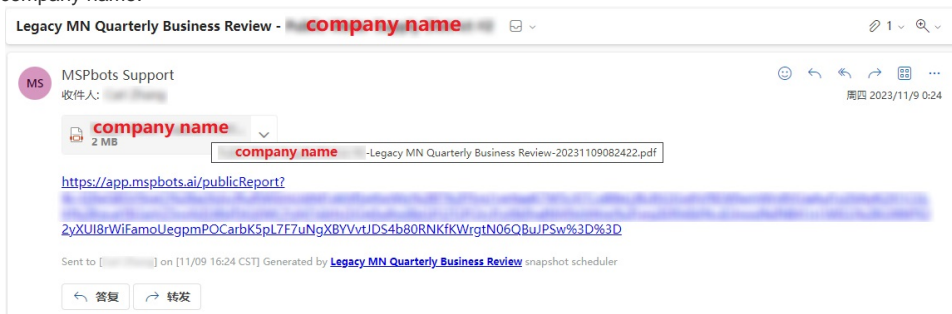 company name.
Legacy MN Quarterly Business Review - company name
1
MS
MSPbots Support
收件人:
周四 2023/11/9 0:24
company name
2 MB
company name -Legacy MN Quarterly Business Review-20231109082422.pdf
https://app.mspbots.ai/publicReport?
2yXUI8rWiFamoUegpmPOCarbK5pL7F7uNgXBYVvtJDS4b80RNKfKWrgtN06QBuJPSw%3D%3D
Sent to [ ] on [11/09 16:24 CST] Generated by Legacy MN Quarterly Business Review snapshot scheduler
答复 转发